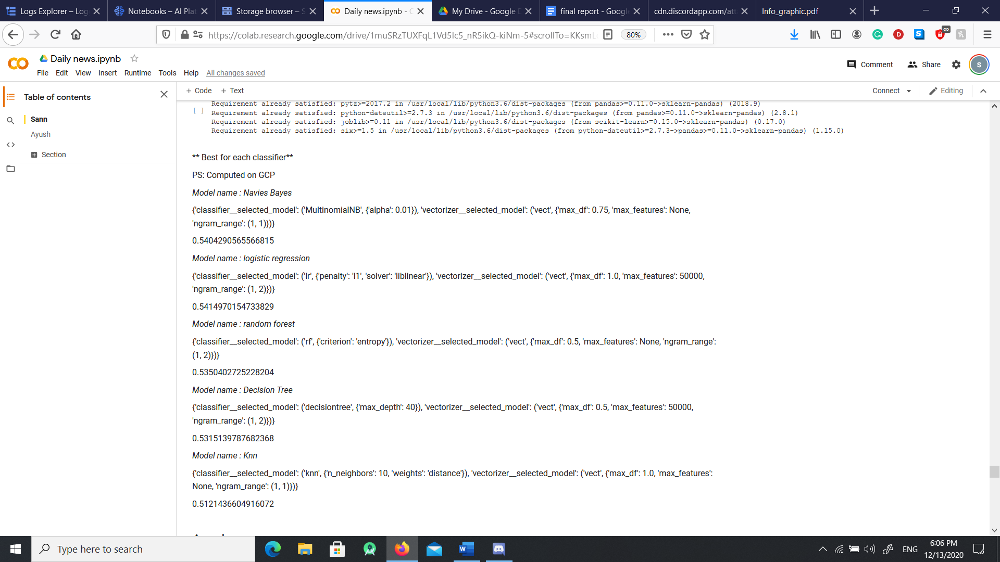 Logs Explorer – Log
Notebooks – AI Plat
Storage browser – S
Daily news.ipynb - C
My Drive - Google D
final report - Google
cdn.discordapp.com/att
Info_graphic.pdf
https://colab.research.google.com/drive/1muSRzTUXFqL1Vd5Ic5_nR5ikQ-kiNm-5#scrollTo=KKsmL
80%
Daily news.ipynb
Comment
Share
S
File Edit View Insert Runtime Tools Help All changes saved
Table of contents
+ Code + Text
Connect
Editing
Sann
Ayush
Section
Requirement already satisfied: pytz>=2017.2 in /usr/local/lib/python3.6/dist-packages (from pandas>=0.11.0->sklearn-pandas) (2018.9)
[ ] Requirement already satisfied: python-dateutil>=2.7.3 in /usr/local/lib/python3.6/dist-packages (from pandas>=0.11.0->sklearn-pandas) (2.8.1)
Requirement already satisfied: joblib>=0.11 in /usr/local/lib/python3.6/dist-packages (from scikit-learn>=0.15.0->sklearn-pandas) (0.17.0)
Requirement already satisfied: six>=1.5 in /usr/local/lib/python3.6/dist-packages (from python-dateutil>=2.7.3->pandas>=0.11.0->sklearn-pandas) (1.15.0)
** Best for each classifier**
PS: Computed on GCP
Model name : Navies Bayes
{'classifier__selected_model': ('MultinomialNB', {'alpha': 0.01}), 'vectorizer__selected_model': ('vect', {'max_df': 0.75, 'max_features': None,
'ngram_range': (1, 1)})}
0.5404290565566815
Model name : logistic regression
{'classifier__selected_model': ('lr', {'penalty': 'l1', 'solver': 'liblinear'}), 'vectorizer__selected_model': ('vect', {'max_df': 1.0, 'max_features': 50000,
'ngram_range': (1, 2)})}
0.5414970154733829
Model name : random forest
{'classifier__selected_model': ('rf', {'criterion': 'entropy'}), 'vectorizer__selected_model': ('vect', {'max_df': 0.5, 'max_features': None, 'ngram_range':
(1, 2)})}
0.5350402725228204
Model name : Decision Tree
{'classifier__selected_model': ('decisiontree', {'max_depth': 40}), 'vectorizer__selected_model': ('vect', {'max_df': 0.5, 'max_features': 50000,
'ngram_range': (1, 2)})}
0.5315139787682368
Model name : Knn
{'classifier__selected_model': ('knn', {'n_neighbors': 10, 'weights': 'distance'}), 'vectorizer__selected_model': ('vect', {'max_df': 1.0, 'max_features':
None, 'ngram_range': (1, 1)})}
0.5121436604916072
Type here to search
ENG
6:06 PM
12/13/2020